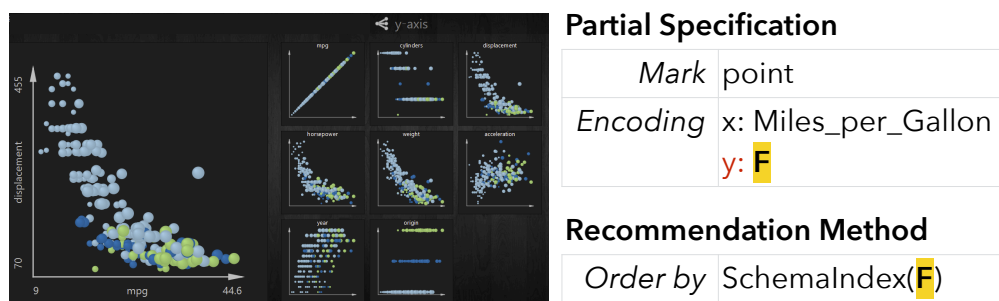 y-axis
455
displacement
70
9
mpg
44.6
mpg
cylinders
displacement
horsepower
weight
acceleration
year
origin
Partial Specification
Mark point
Encoding x: Miles_per_Gallon
y: F
Recommendation Method
Order by SchemaIndex(F)